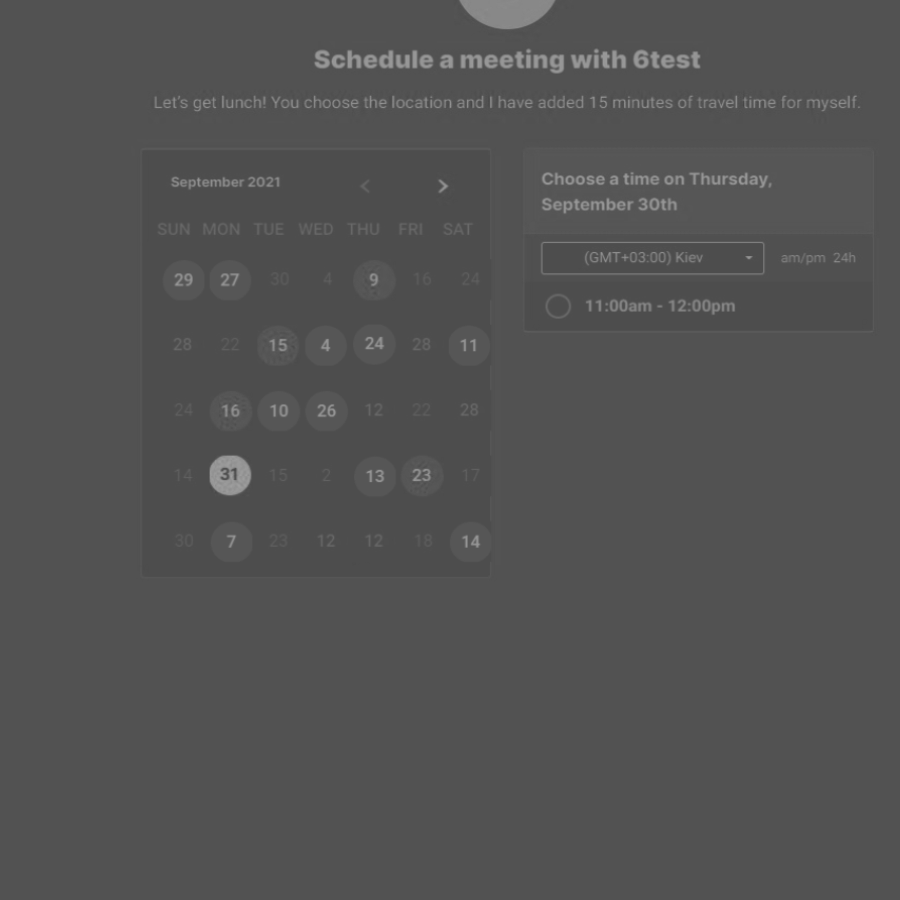 Schedule a meeting with 6test
Let's get lunch! You choose the location and I have added 15 minutes of travel time for myself.
September 2021
SUN MON TUE WED THU FRI SAT
29 27 30 4 9 16 24
28 22 15 4 24 28 11
24 16 10 26 12 22 28
14 31 15 2 13 23 17
30 7 23 12 12 18 14
Choose a time on Thursday,
September 30th
(GMT+03:00) Kiev am/pm 24h
11:00am - 12:00pm